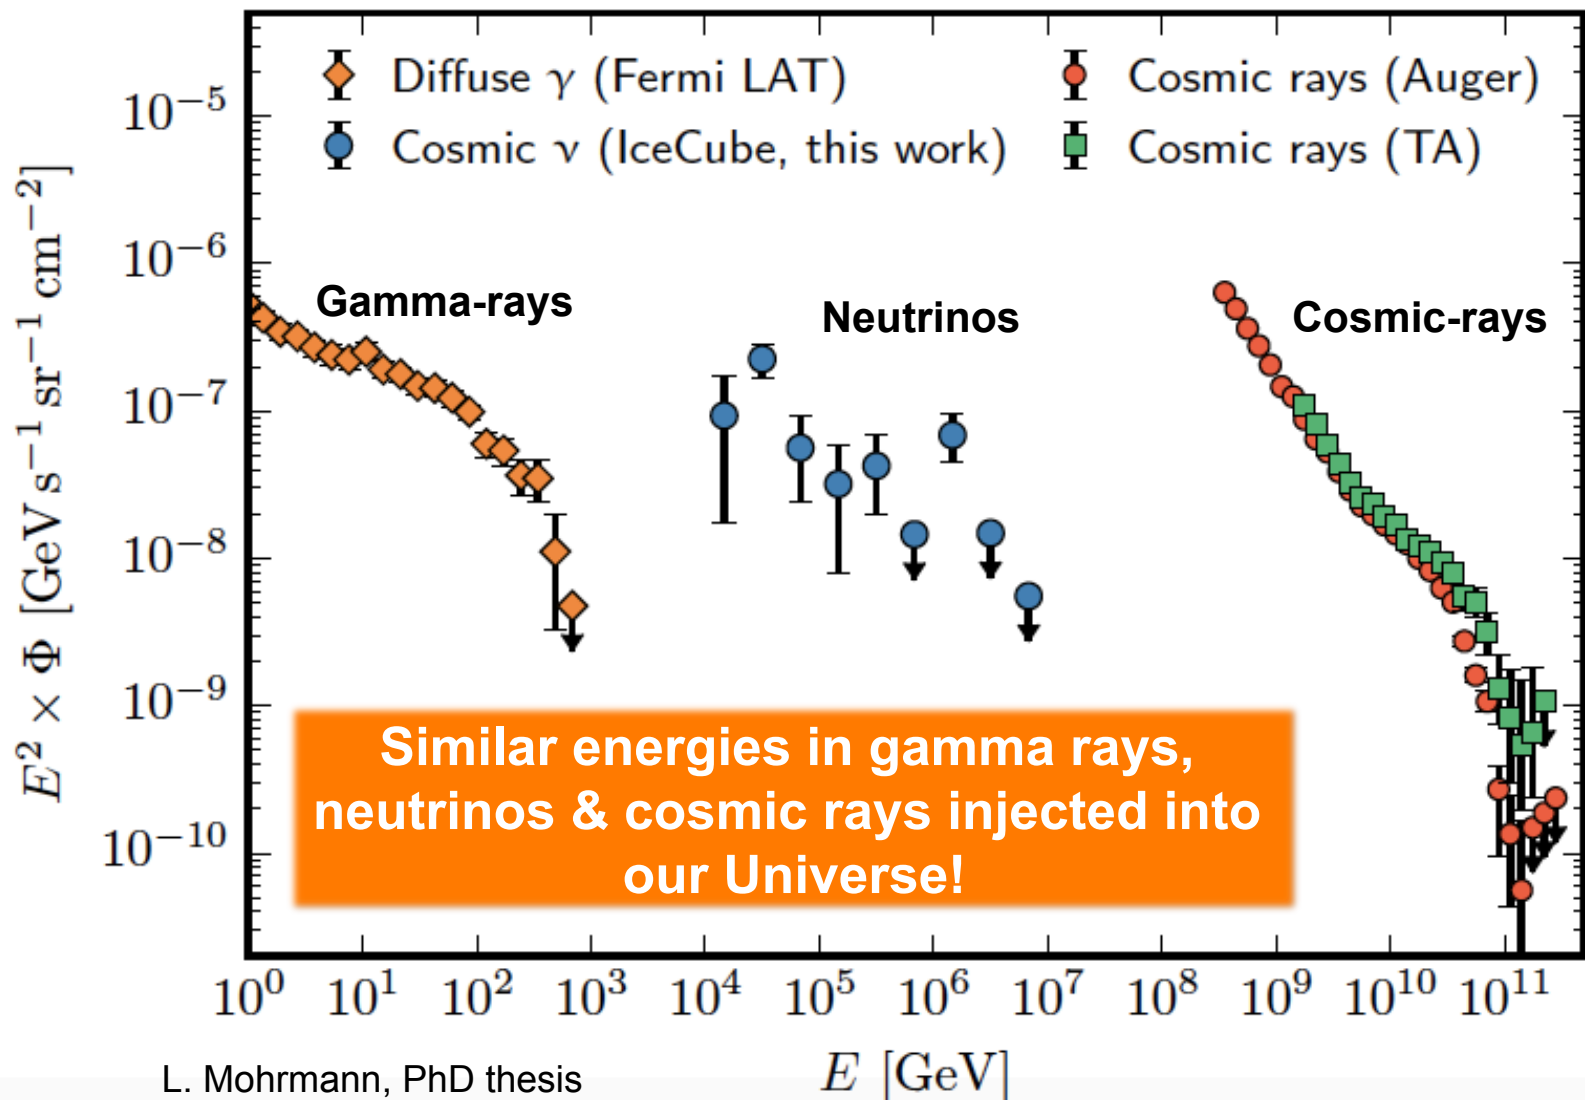 Diffuse γ (Fermi LAT)
Cosmic ν (IceCube, this work)
Cosmic rays (Auger)
Cosmic rays (TA)
Gamma-rays
Neutrinos
Cosmic-rays
E² × Φ [GeV s⁻¹ sr⁻¹ cm⁻²]
10⁻⁵
10⁻⁶
10⁻⁷
10⁻⁸
10⁻⁹
10⁻¹⁰
Similar energies in gamma rays,
neutrinos & cosmic rays injected into
our Universe!
10⁰ 10¹ 10² 10³ 10⁴ 10⁵ 10⁶ 10⁷ 10⁸ 10⁹ 10¹⁰ 10¹¹
E [GeV]
L. Mohrmann, PhD thesis